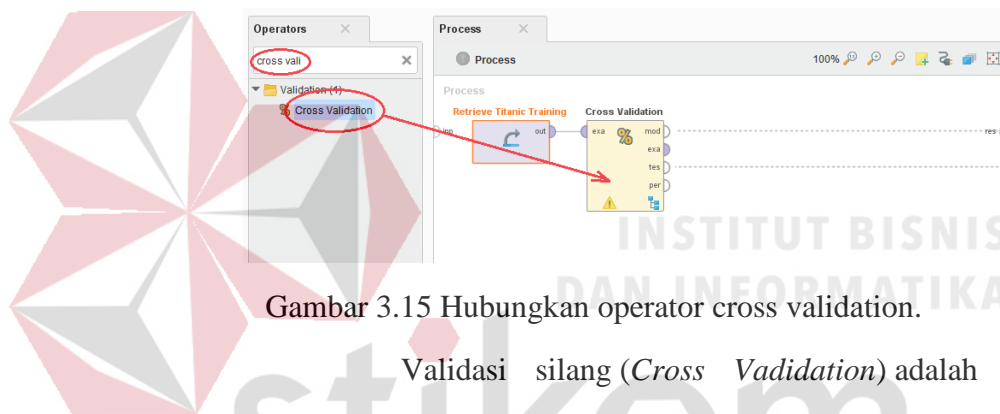 Operators
Process
cross vali
Process
100%
Validation (1)
Cross Validation
Process
Retrieve Titanic Training
Cross Validation
inp
out
exa
mod
exa
tes
per
res
INSTITUT BISNIS
DAN INFORMATIKA
Gambar 3.15 Hubungkan operator cross validation.
Validasi silang (Cross Vadidation) adalah
stikom